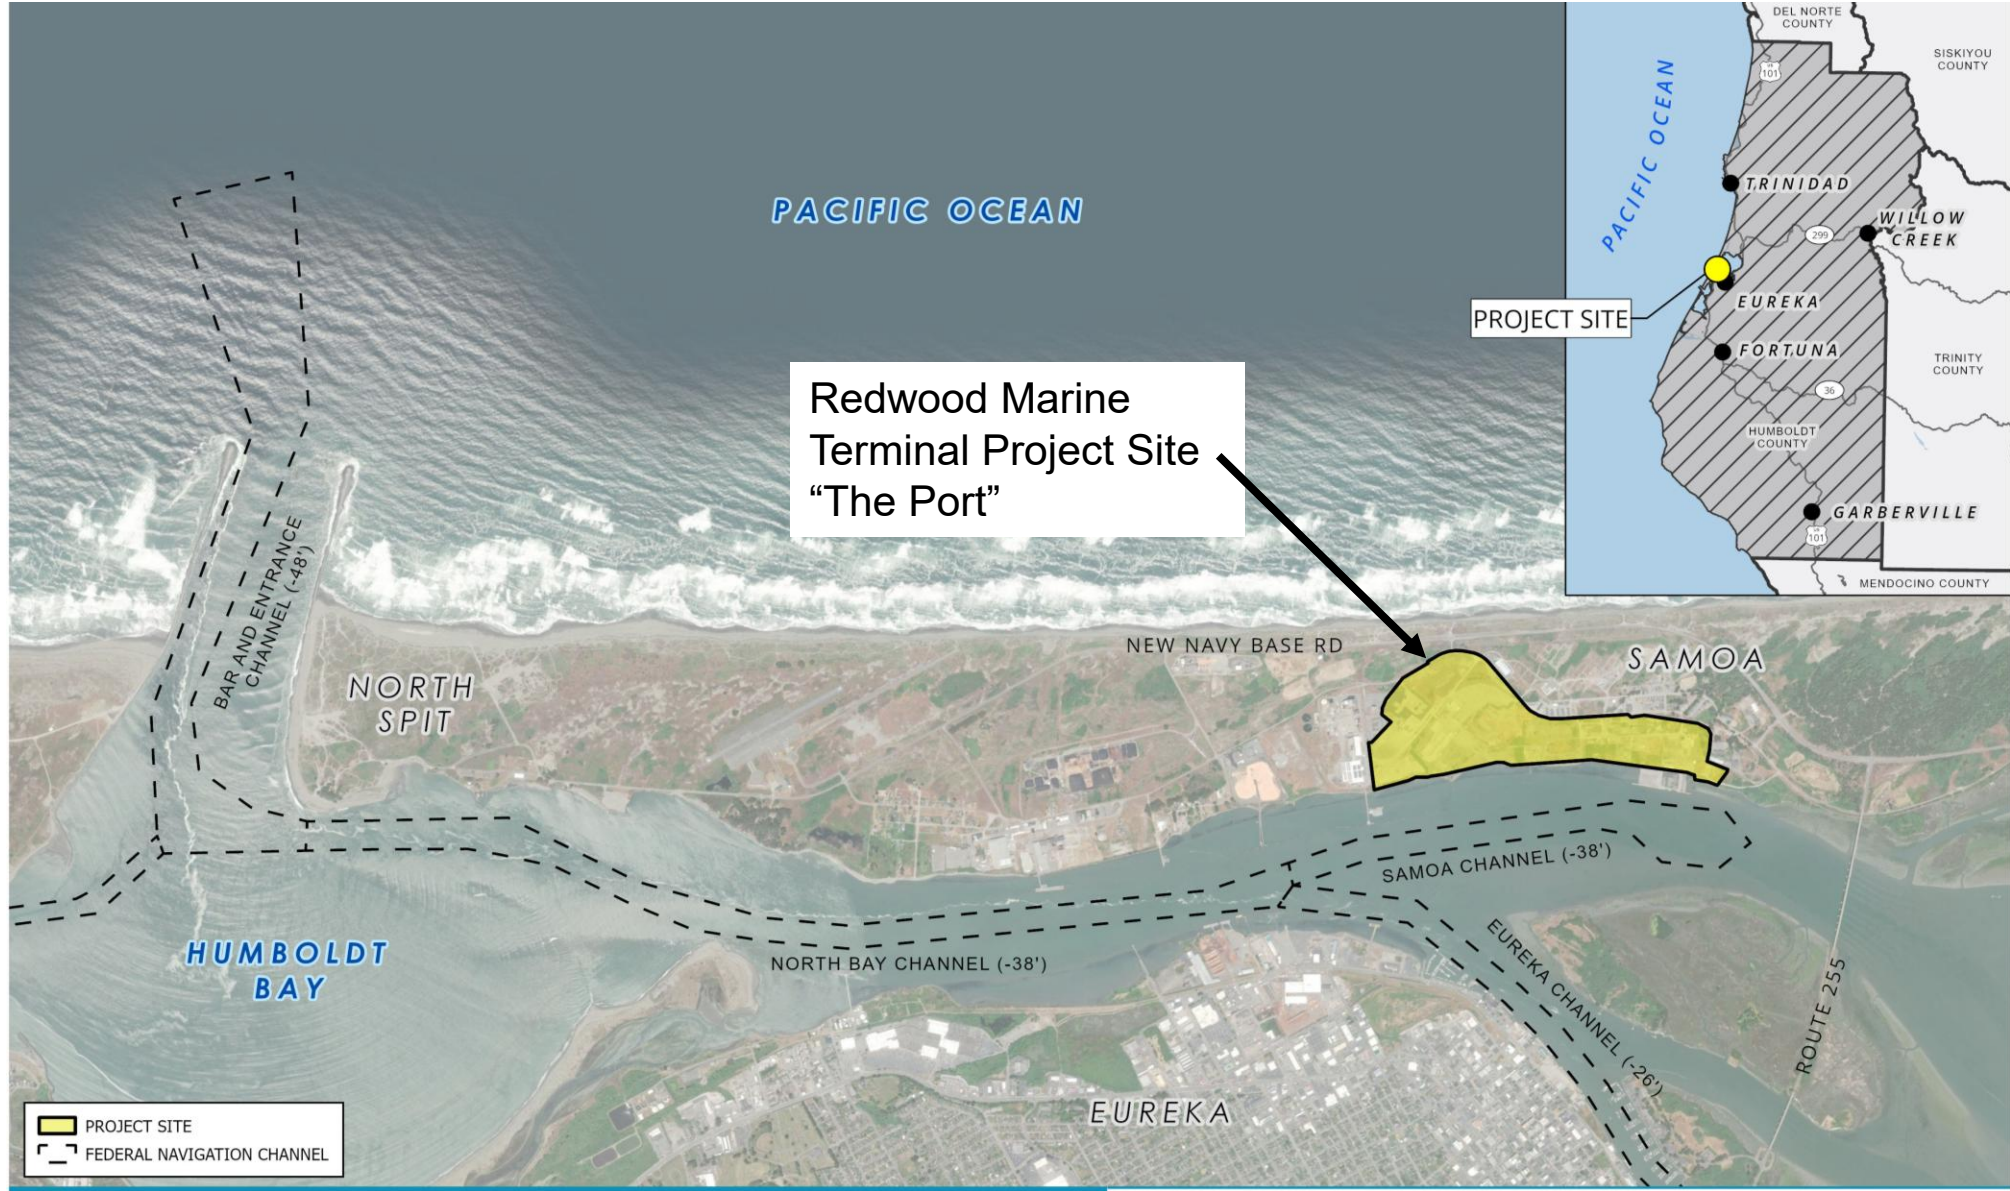 PACIFIC OCEAN
Redwood Marine
Terminal Project Site
“The Port”
NEW NAVY BASE RD
SAMOA
NORTH
SPIT
BAR AND ENTRANCE
CHANNEL (-48')
HUMBOLDT
BAY
NORTH BAY CHANNEL (-38')
SAMOA CHANNEL (-38')
EUREKA CHANNEL (-26')
ROUTE 255
EUREKA
PROJECT SITE
FEDERAL NAVIGATION CHANNEL
DEL NORTE
COUNTY
SISKIYOU
COUNTY
US
101
PACIFIC OCEAN
TRINIDAD
WILLOW
CREEK
299
PROJECT SITE
EUREKA
FORTUNA
TRINITY
COUNTY
36
HUMBOLDT
COUNTY
GARBERVILLE
US
101
MENDOCINO COUNTY